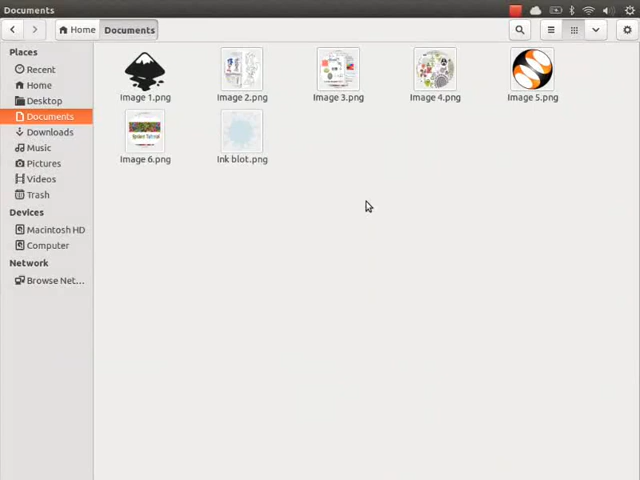 Documents
Home Documents
Places
Recent
Home
Desktop
Documents
Downloads
Music
Pictures
Videos
Trash
Devices
Macintosh HD
Computer
Network
Browse Net...
Image 1.png Image 2.png Image 3.png Image 4.png Image 5.png
Image 6.png Ink blot.png